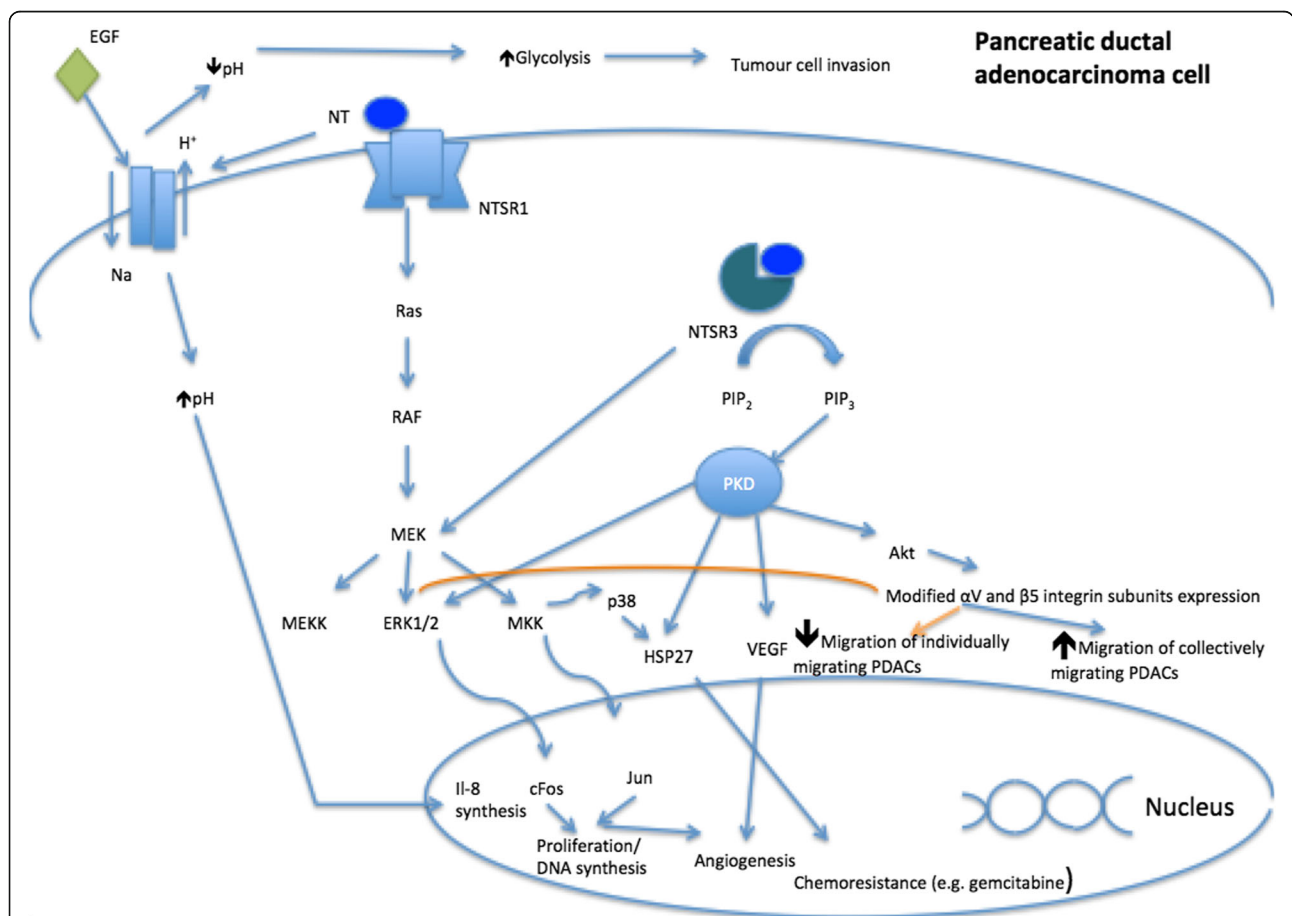 EGF
pH
Glycolysis
Tumour cell invasion
Pancreatic ductal
adenocarcinoma cell
NT
H+
NTSR1
Na
Ras
NTSR3
pH
PIP2
PIP3
RAF
PKD
MEK
Akt
Modified αV and β5 integrin subunits expression
p38
MEKK
ERK1/2
MKK
HSP27
VEGF
Migration of individually
migrating PDACs
Migration of collectively
migrating PDACs
Il-8
synthesis
cFos
Jun
Nucleus
Proliferation/
DNA synthesis
Angiogenesis
Chemoresistance (e.g. gemcitabine)